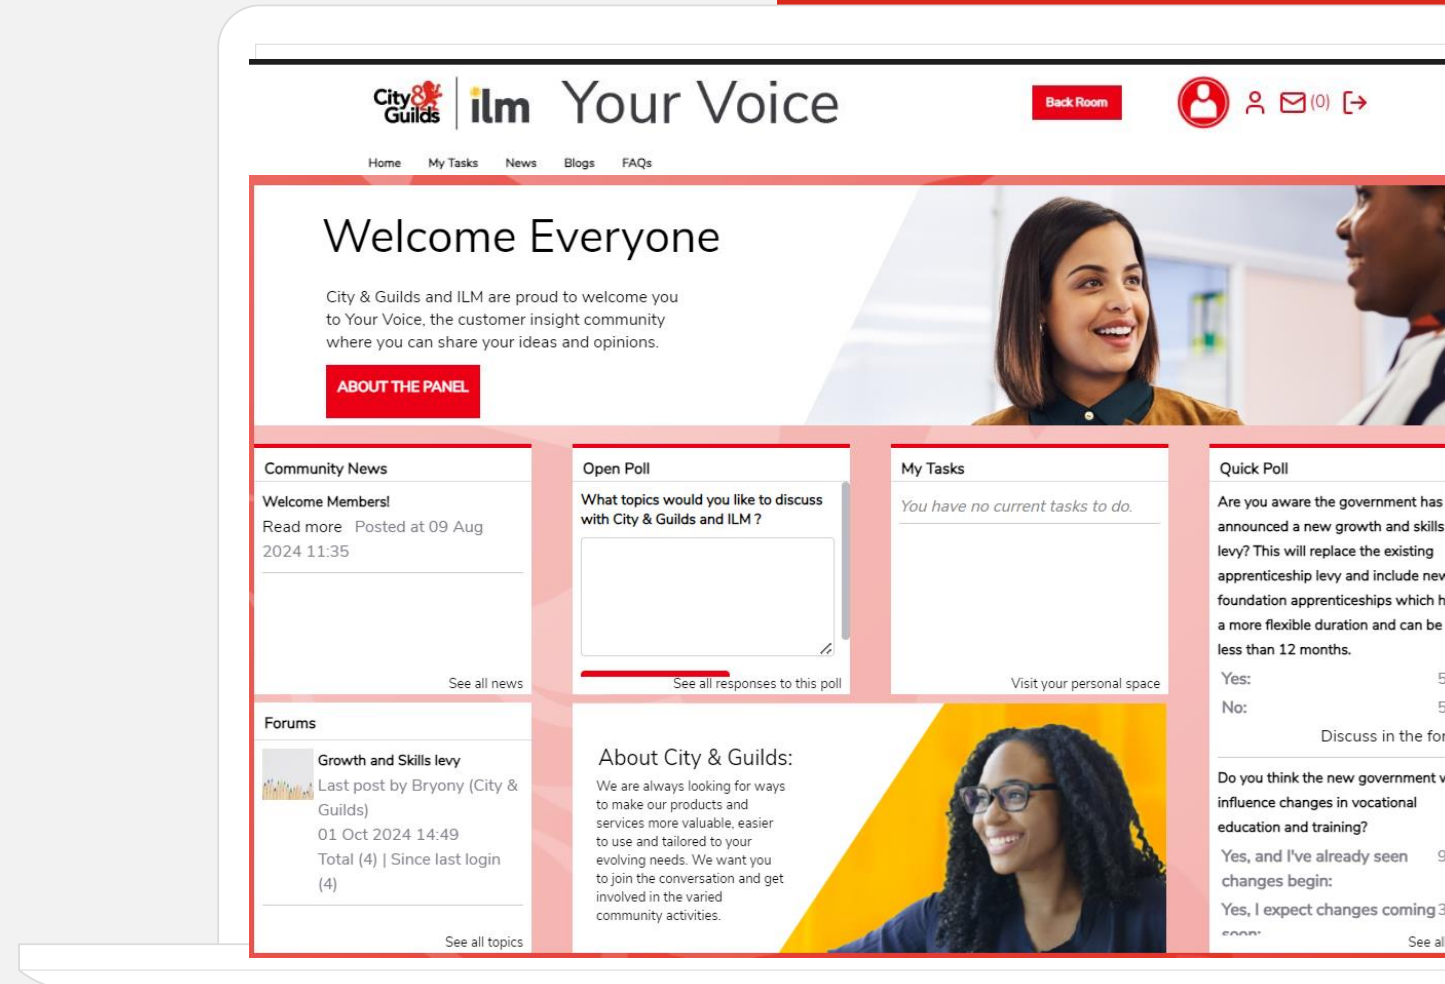 City & Guilds
ilm
Your Voice
Back Room
(0)
Home My Tasks News Blogs FAQs
Welcome Everyone
City & Guilds and ILM are proud to welcome you
to Your Voice, the customer insight community
where you can share your ideas and opinions.
ABOUT THE PANEL
Community News
Welcome Members!
Read more Posted at 09 Aug
2024 11:35
See all news
Open Poll
What topics would you like to discuss
with City & Guilds and ILM ?
See all responses to this poll
My Tasks
You have no current tasks to do.
Visit your personal space
Quick Poll
Are you aware the government has
announced a new growth and skills
levy? This will replace the existing
apprenticeship levy and include
foundation apprenticeships which
a more flexible duration and can be
less than 12 months.
Yes: 5
No: 5
Discuss in the
Do you think the new government
influence changes in vocational
education and training?
Yes, and I've already seen 9
changes begin:
Yes, I expect changes coming 3
soon:
See
Forums
Growth and Skills levy
Last post by Bryony (City &
Guilds)
01 Oct 2024 14:49
Total (4) | Since last login
(4)
See all topics
About City & Guilds:
We are always looking for ways
to make our products and
services more valuable, easier
to use and tailored to your
evolving needs. We want you
to join the conversation and get
involved in the varied
community activities.